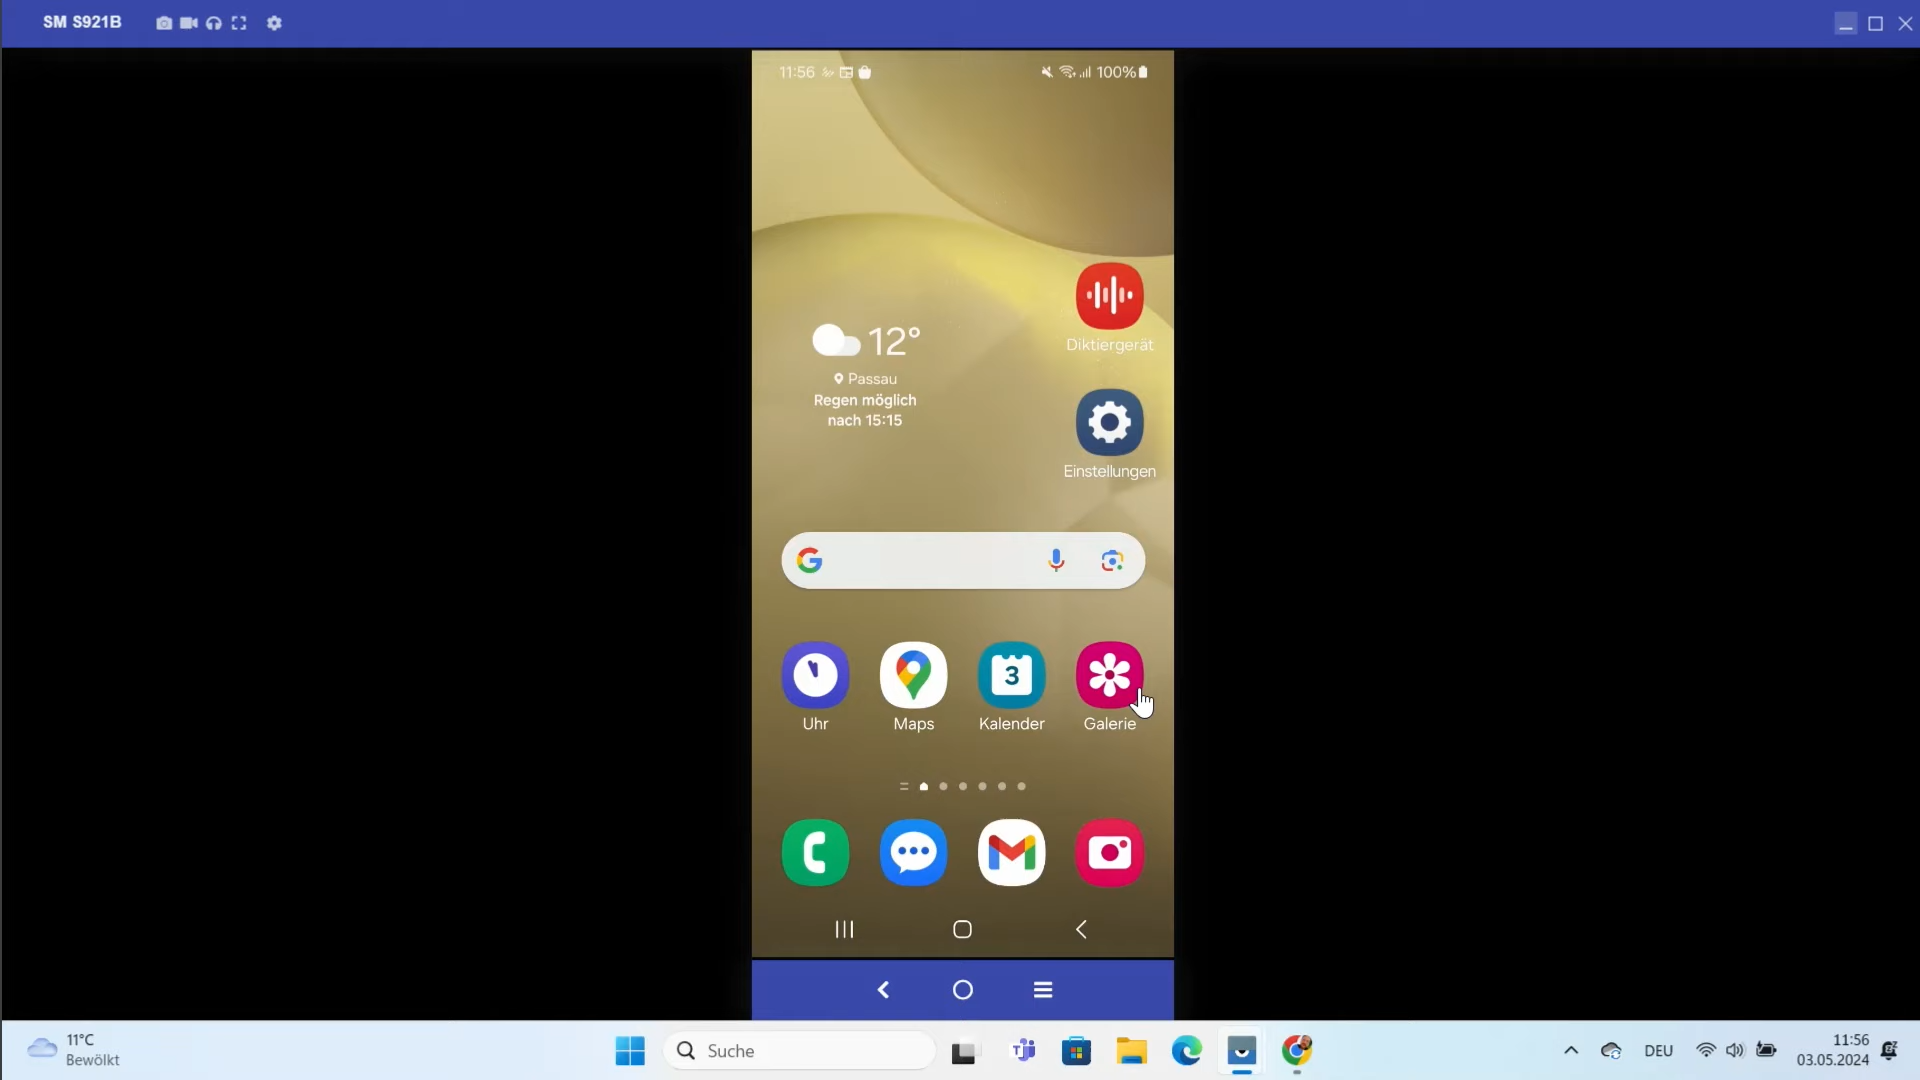 SM S921B
11:56
100%
12°
Passau
Regen möglich
nach 15:15
Diktiergerät
Einstellungen
Uhr
Maps
3
Kalender
Galerie
11°C
Bewölkt
Suche
DEU
11:56
03.05.2024